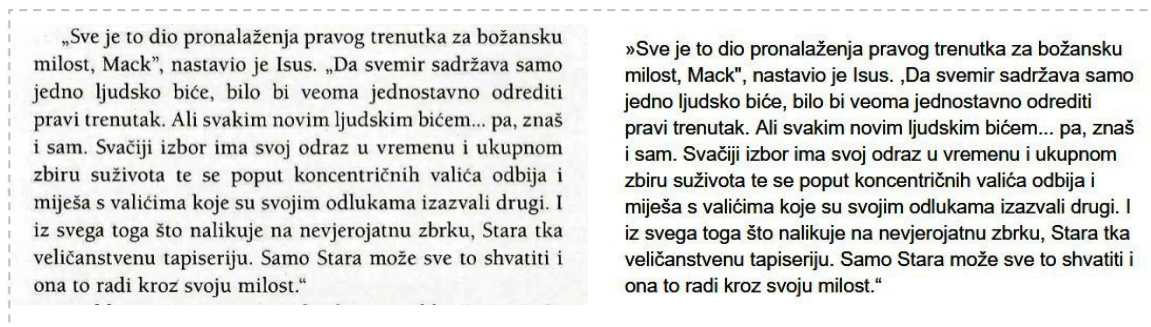 „Sve je to dio pronalaženja pravog trenutka za božansku
milost, Mack”, nastavio je Isus. „Da svemir sadržava samo
jedno ljudsko biće, bilo bi veoma jednostavno odrediti
pravi trenutak. Ali svakim novim ljudskim bićem... pa, znaš
i sam. Svačiji izbor ima svoj odraz u vremenu i ukupnom
zbiru suživota te se poput koncentričnih valića odbija i
miješa s valićima koje su svojim odlukama izazvali drugi. I
iz svega toga što nalikuje na nevjerojatnu zbrku, Stara tka
veličanstvenu tapiseriju. Samo Stara može sve to shvatiti i
ona to radi kroz svoju milost.“
»Sve je to dio pronalaženja pravog trenutka za božansku
milost, Mack", nastavio je Isus. ,Da svemir sadržava samo
jedno ljudsko biće, bilo bi veoma jednostavno odrediti
pravi trenutak. Ali svakim novim ljudskim bićem... pa, znaš
i sam. Svačiji izbor ima svoj odraz u vremenu i ukupnom
zbiru suživota te se poput koncentričnih valića odbija i
miješa s valićima koje su svojim odlukama izazvali drugi. I
iz svega toga što nalikuje na nevjerojatnu zbrku, Stara tka
veličanstvenu tapiseriju. Samo Stara može sve to shvatiti i
ona to radi kroz svoju milost.“